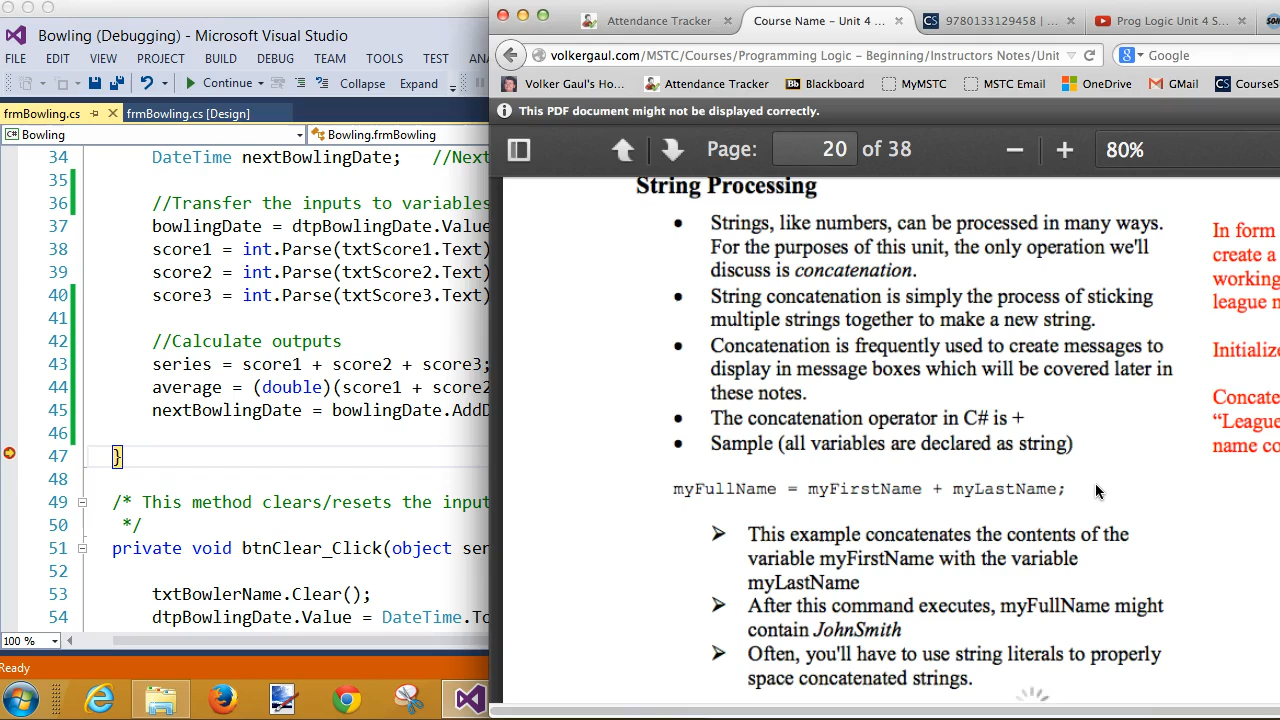 Bowling (Debugging) - Microsoft Visual Studio
FILE EDIT VIEW PROJECT BUILD DEBUG TEAM TOOLS TEST
Continue Collapse Expand
frmBowling.cs frmBowling.cs [Design]
Bowling Bowling.frmBowling
34 DateTime nextBowlingDate; //Next
35
36 //Transfer the inputs to variables
37 bowlingDate = dtpBowlingDate.Value
38 score1 = int.Parse(txtScore1.Text)
39 score2 = int.Parse(txtScore2.Text)
40 score3 = int.Parse(txtScore3.Text)
41
42 //Calculate outputs
43 series = score1 + score2 + score3;
44 average = (double)(score1 + score2
45 nextBowlingDate = bowlingDate.AddD
46
47 }
48
49 /* This method clears/resets the input
50 */
51 private void btnClear_Click(object sen
52
53 txtBowlerName.Clear();
54 dtpBowlingDate.Value = DateTime.To
100 %
Ready
Attendance Tracker Course Name – Unit 4 ... 9780133129458 | ... Prog Logic Unit 4 S...
volkergaul.com/MSTC/Courses/Programming Logic – Beginning/Instructors Notes/Unit Google
Volker Gaul's Ho... Attendance Tracker Blackboard MyMSTC MSTC Email OneDrive GMail CourseS
This PDF document might not be displayed correctly.
Page: 20 of 38 80%
String Processing
• Strings, like numbers, can be processed in many ways.
For the purposes of this unit, the only operation we'll
discuss is concatenation.
• String concatenation is simply the process of sticking
multiple strings together to make a new string.
• Concatenation is frequently used to create messages to
display in message boxes which will be covered later in
these notes.
• The concatenation operator in C# is +
• Sample (all variables are declared as string)
myFullName = myFirstName + myLastName;
➢ This example concatenates the contents of the
variable myFirstName with the variable
myLastName
➢ After this command executes, myFullName might
contain JohnSmith
➢ Often, you'll have to use string literals to properly
space concatenated strings.
In form
create a
working
league n
Initialize
Concate
“League
name co